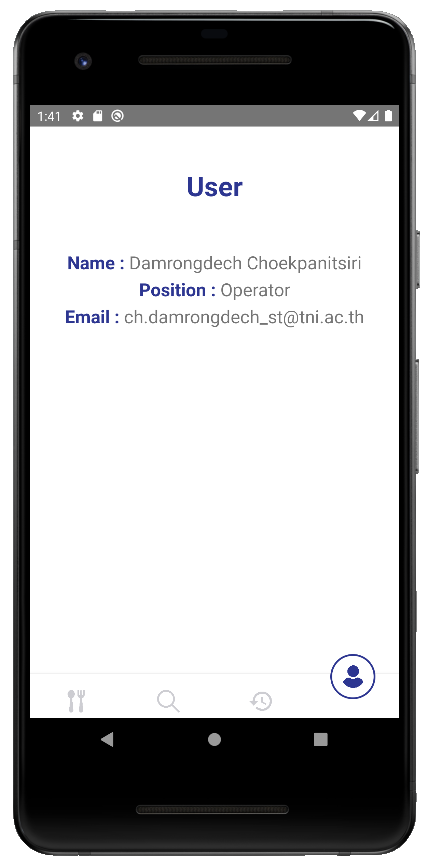 1:41
User
Name : Damrongdech Choekpanitsiri
Position : Operator
Email : ch.damrongdech_st@tni.ac.th